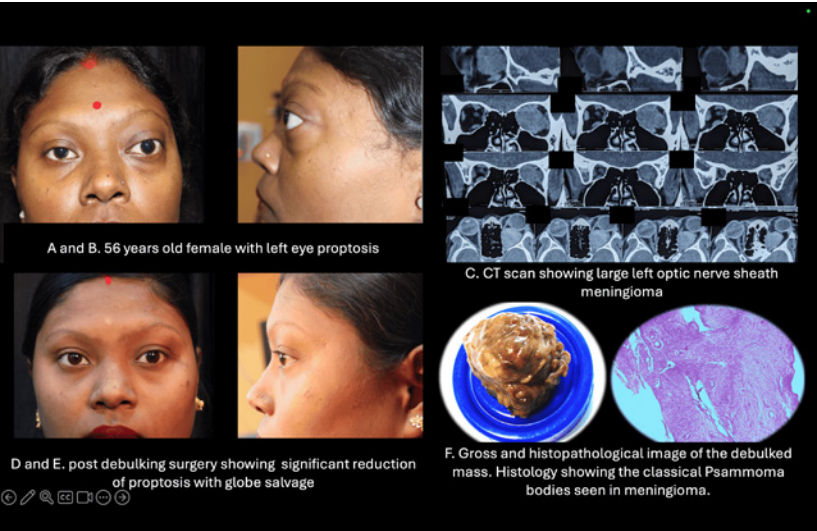 A and B. 56 years old female with left eye proptosis
C. CT scan showing large left optic nerve sheath
meningioma
D and E. post debulking surgery showing significant reduction
of proptosis with globe salvage
F. Gross and histopathological image of the debulked
mass. Histology showing the classical Psammoma
bodies seen in meningioma.
CC